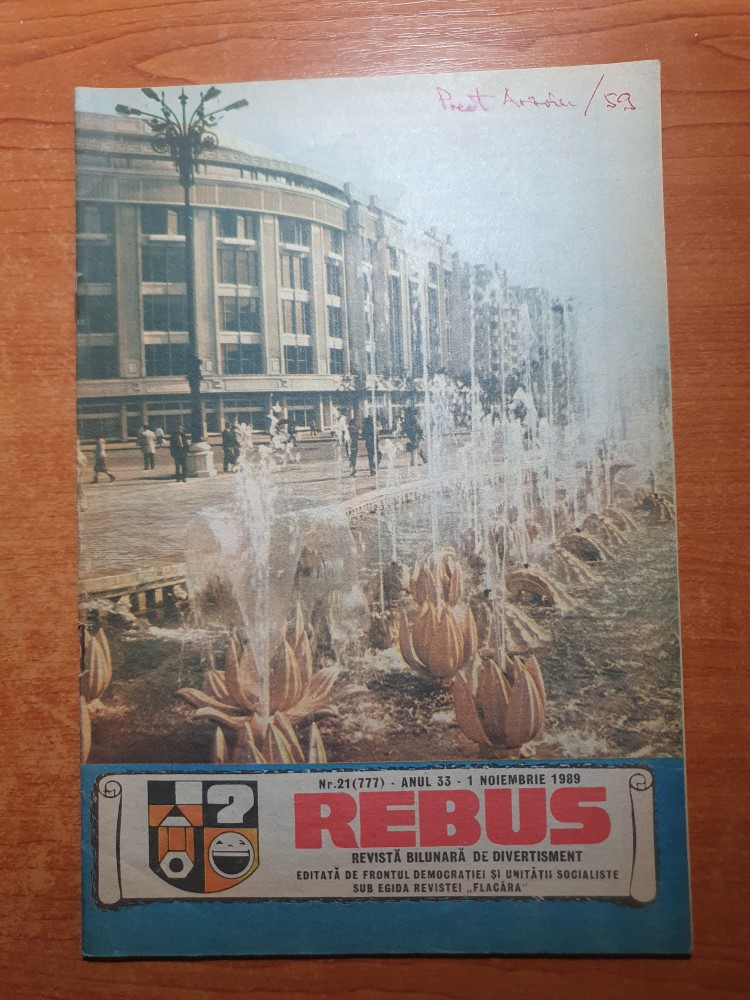 /59
Nr.21(777) - ANUL 33 - 1 NOIEMBRIE 1989
REBUS
REVISTĂ BILUNARĂ DE DIVERTISMENT
EDITATĂ DE FRONTUL DEMOCRAȚIEI ȘI UNITĂȚII SOCIALISTE
SUB EGIDA REVISTEI „FLACĂRA"